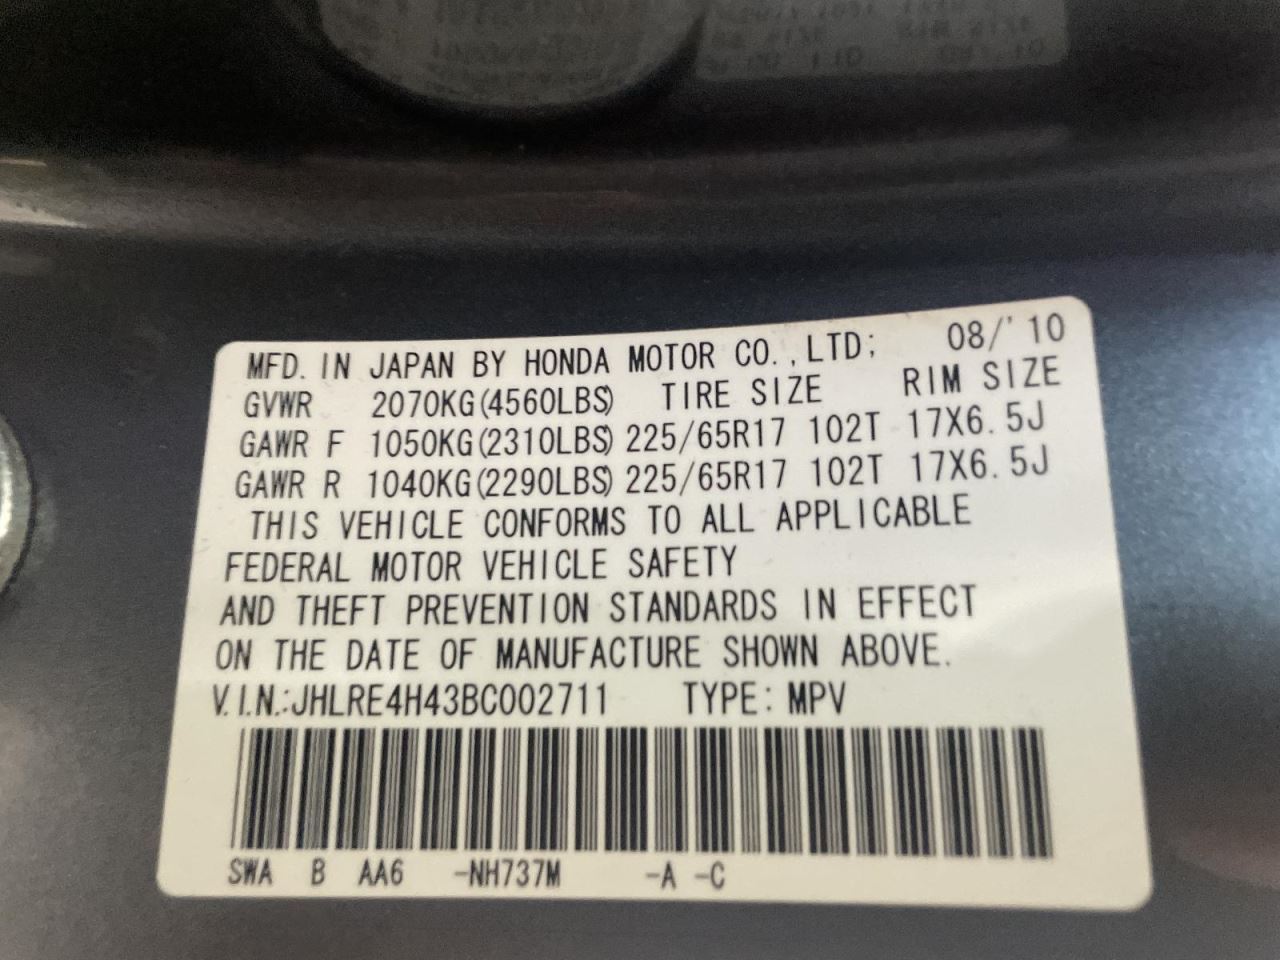 MFD. IN JAPAN BY HONDA MOTOR CO.,LTD; 08/'10
GVWR 2070KG(4560LBS) TIRE SIZE RIM SIZE
GAWR F 1050KG(2310LBS) 225/65R17 102T 17X6.5J
GAWR R 1040KG(2290LBS) 225/65R17 102T 17X6.5J
THIS VEHICLE CONFORMS TO ALL APPLICABLE
FEDERAL MOTOR VEHICLE SAFETY
AND THEFT PREVENTION STANDARDS IN EFFECT
ON THE DATE OF MANUFACTURE SHOWN ABOVE.
V.I.N.:JHLRE4H43BC002711 TYPE: MPV
SWA B AA6 -NH737M -A -C